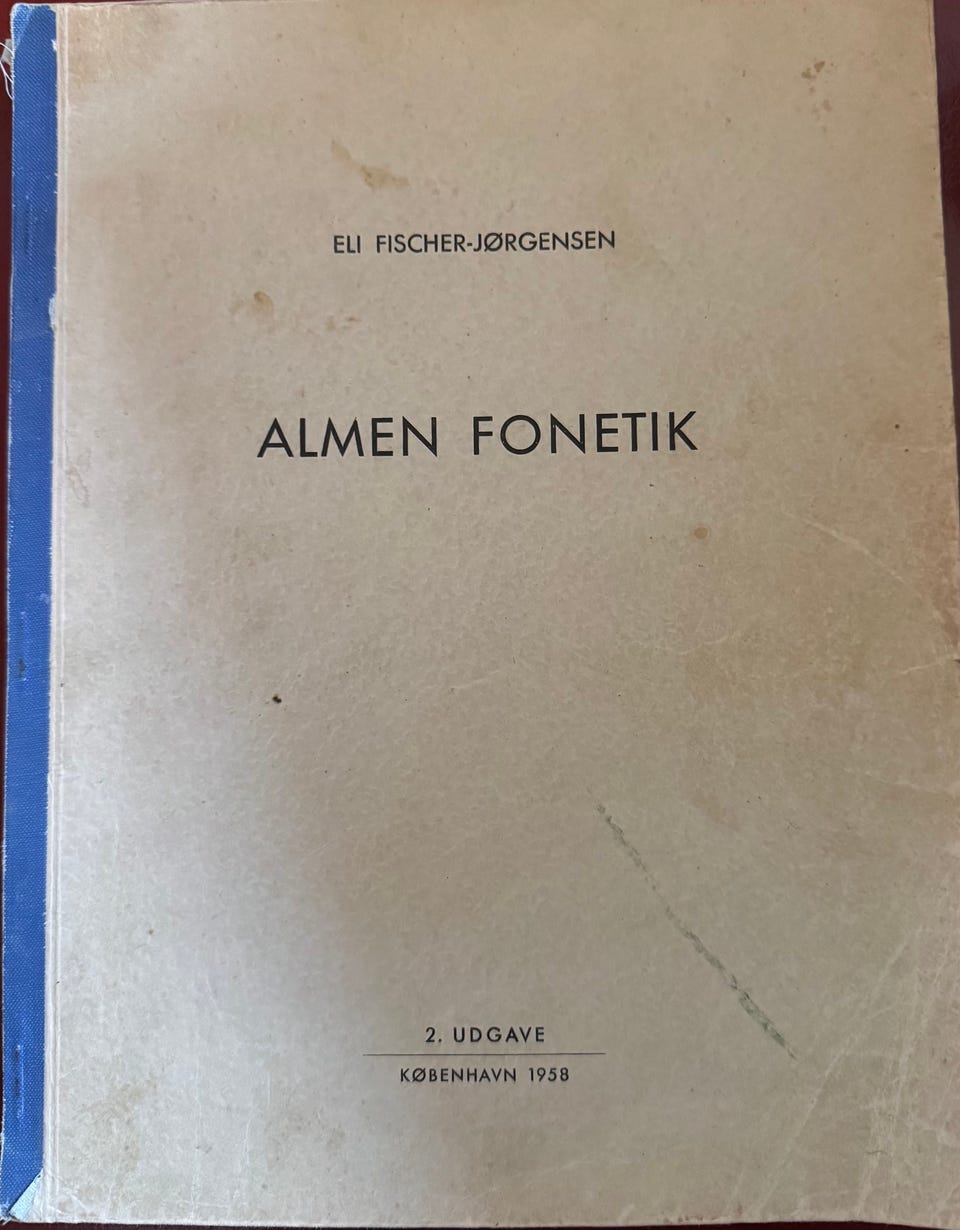 ELI FISCHER-JØRGENSEN
ALMEN FONETIK
2. UDGAVE
KØBENHAVN 1958